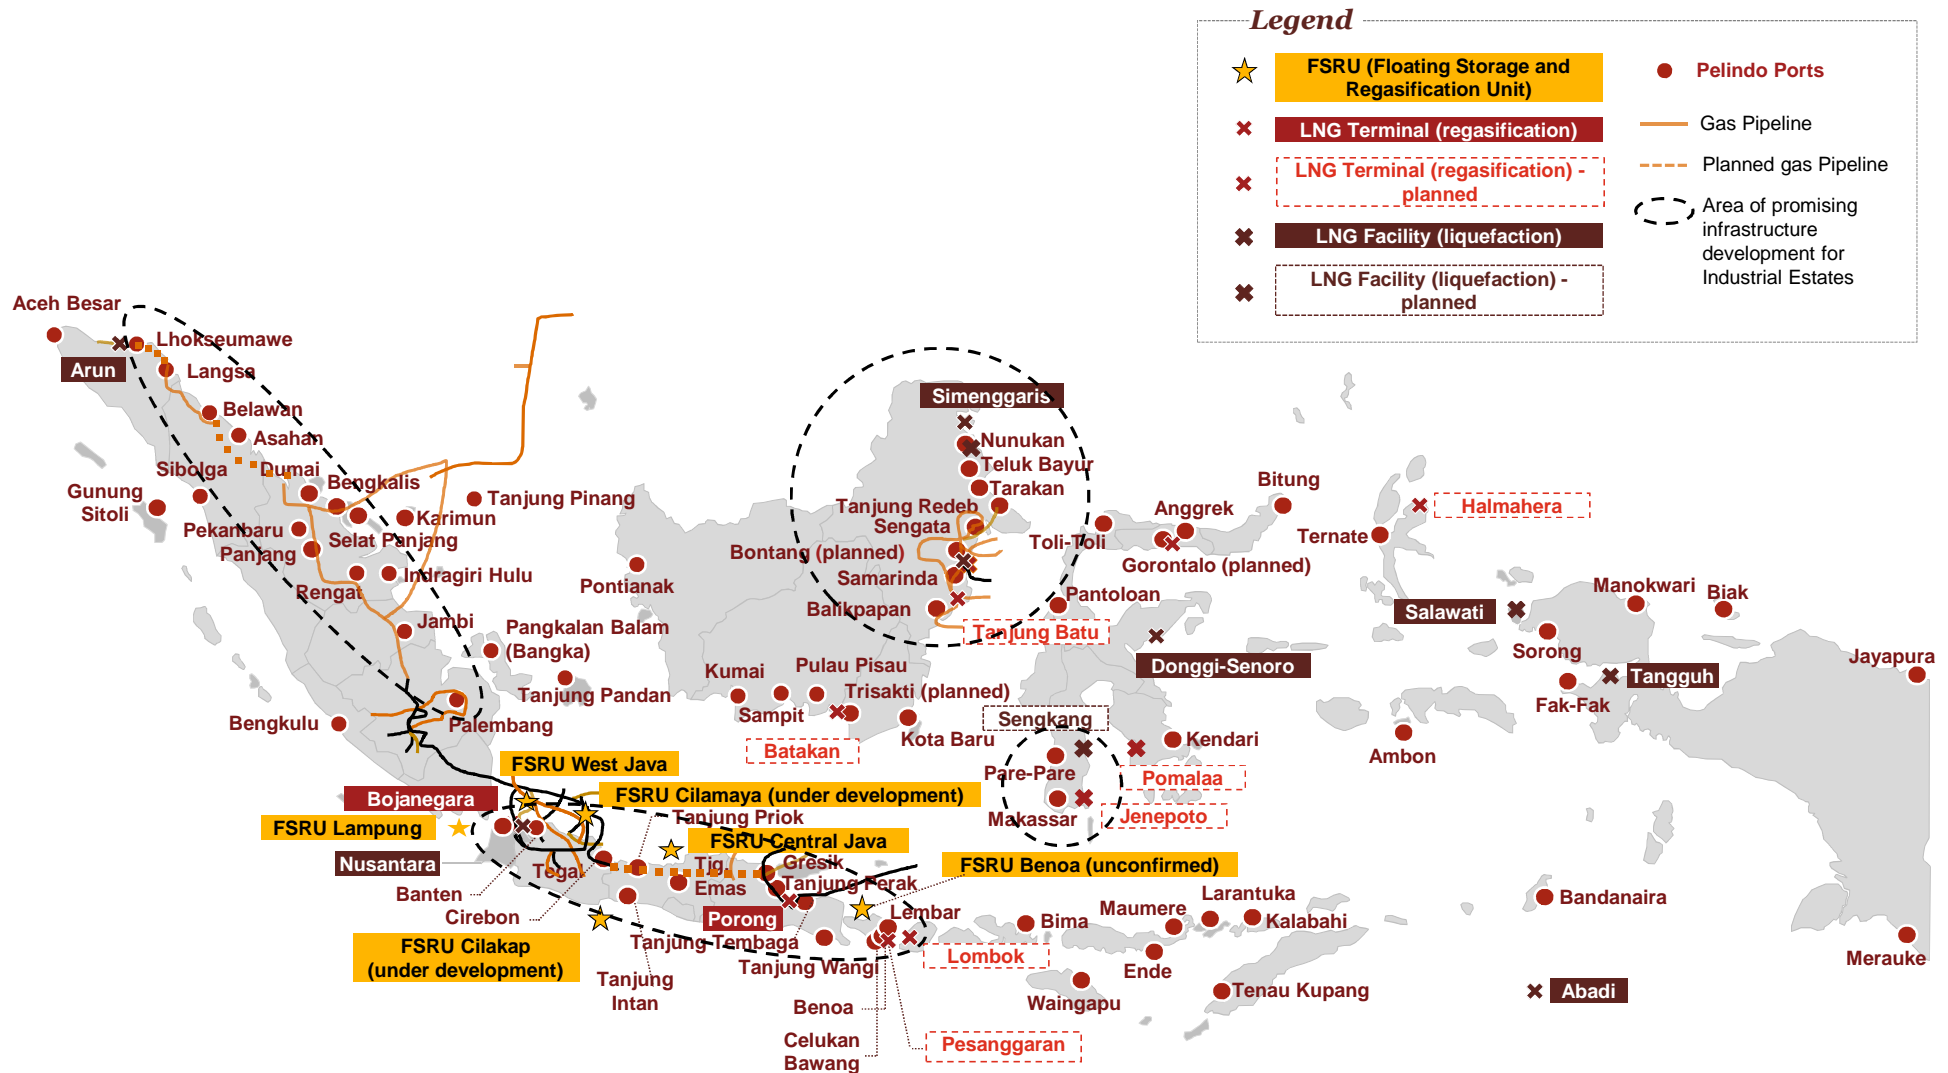 Legend
FSRU (Floating Storage and
Regasification Unit)
LNG Terminal (regasification)
LNG Terminal (regasification) -
planned
LNG Facility (liquefaction)
LNG Facility (liquefaction) -
planned
Pelindo Ports
Gas Pipeline
Planned gas Pipeline
Area of promising
infrastructure
development for
Industrial Estates
Aceh Besar
Lhokseumawe
Arun
Langsa
Belawan
Asahan
Sibolga
Dumai
Bengkalis
Gunung
Sitoli
Tanjung Pinang
Karimun
Pekanbaru
Selat Panjang
Panjang
Indragiri Hulu
Rengat
Jambi
Pangkalan Balam
(Bangka)
Tanjung Pandan
Bengkulu
Palembang
Pontianak
Simenggaris
Nunukan
Teluk Bayur
Tarakan
Tanjung Redeb
Sengata
Bontang (planned)
Samarinda
Balikpapan
Tanjung Batu
Kumai
Pulau Pisau
Sampit
Trisakti (planned)
Batakan
Kota Baru
Toli-Toli
Anggrek
Bitung
Gorontalo (planned)
Pantoloan
Donggi-Senoro
Sengkang
Pare-Pare
Kendari
Pomalaa
Makassar
Jenepoto
Ternate
Halmahera
Salawati
Manokwari
Biak
Sorong
Tangguh
Fak-Fak
Jayapura
Ambon
FSRU West Java
Bojanegara
FSRU Cilamaya (under development)
FSRU Lampung
Tanjung Priok
FSRU Central Java
Nusantara
Tegal
Tjg.
Emas
Gresik
Tanjung Perak
FSRU Benoa (unconfirmed)
Banten
Cirebon
Porong
Lembar
FSRU Cilakap
(under development)
Tanjung Tembaga
Tanjung Wangi
Tanjung
Intan
Benoa
Celukan
Bawang
Lombok
Pesanggaran
Bima
Maumere
Larantuka
Kalabahi
Ende
Waingapu
Tenau Kupang
Bandanaira
Merauke
Abadi